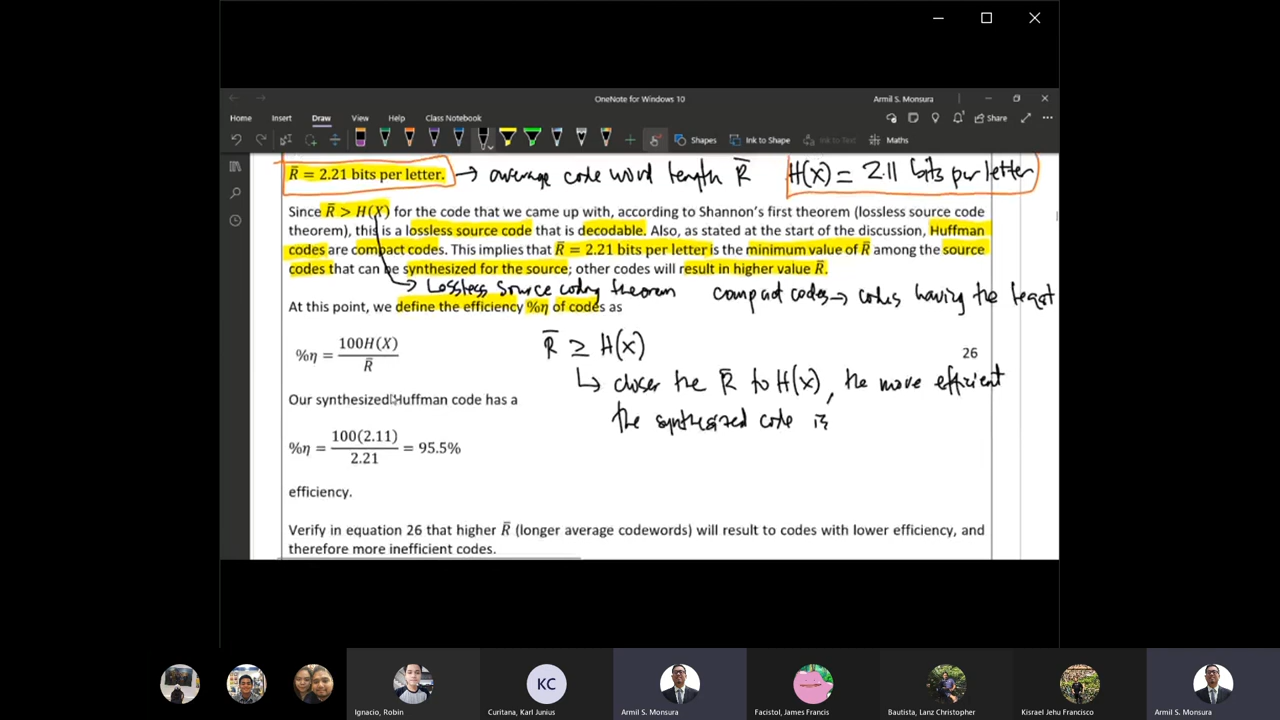 OneNote for Windows 10
Armil S. Monsura
Home Insert Draw View Help Class Notebook
Share
Shapes Ink to Shape Ink to Text Maths
R̅ = 2.21 bits per letter. → average code word length R̅ H(X) = 2.11 bits per letter
Since R̅ > H(X) for the code that we came up with, according to Shannon's first theorem (lossless source code
theorem), this is a lossless source code that is decodable. Also, as stated at the start of the discussion, Huffman
codes are compact codes. This implies that R̅ = 2.21 bits per letter is the minimum value of R̅ among the source
codes that can be synthesized for the source; other codes will result in higher value R̅.
→ Lossless source coding theorem compact codes → codes having the least
At this point, we define the efficiency %η of codes as
%η = 100H(X) / R̅
26
R̅ ≥ H(X)
↳ closer the R̅ to H(X), the more efficient
the synthesized code is
Our synthesized Huffman code has a
%η = 100(2.11) / 2.21 = 95.5%
efficiency.
Verify in equation 26 that higher R̅ (longer average codewords) will result to codes with lower efficiency, and
therefore more inefficient codes.
KC
Ignacio, Robin
Curitana, Karl Junius
Armil S. Monsura
Facistol, James Francis
Bautista, Lanz Christopher
Kisrael Jehu Francisco
Armil S. Monsura